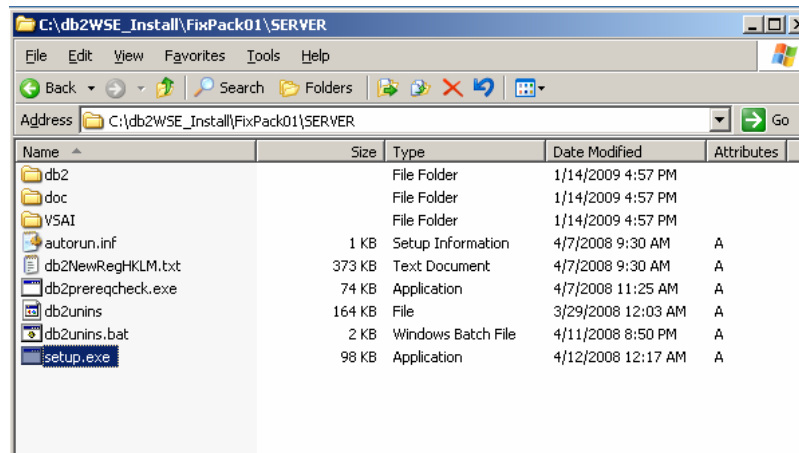 C:\db2WSE_Install\FixPack01\SERVER
File Edit View Favorites Tools Help
Back Search Folders
Address C:\db2WSE_Install\FixPack01\SERVER Go
Name Size Type Date Modified Attributes
db2 File Folder 1/14/2009 4:57 PM
doc File Folder 1/14/2009 4:57 PM
VSAI File Folder 1/14/2009 4:57 PM
autorun.inf 1 KB Setup Information 4/7/2008 9:30 AM A
db2NewRegHKLM.txt 373 KB Text Document 4/7/2008 9:30 AM A
db2prereqcheck.exe 74 KB Application 4/7/2008 11:25 AM A
db2unins 164 KB File 3/29/2008 12:03 AM A
db2unins.bat 2 KB Windows Batch File 4/11/2008 8:50 PM A
setup.exe 98 KB Application 4/12/2008 12:17 AM A